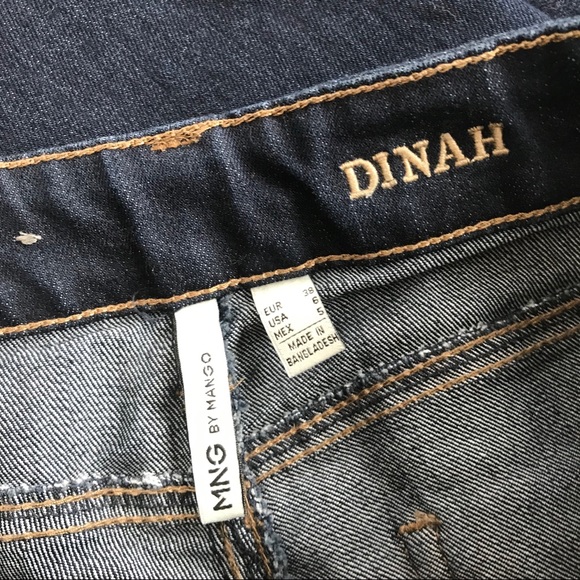 DINAH
EUR 38
USA 6
MEX 5
MADE IN
BANGLADESH
MNG BY MANGO